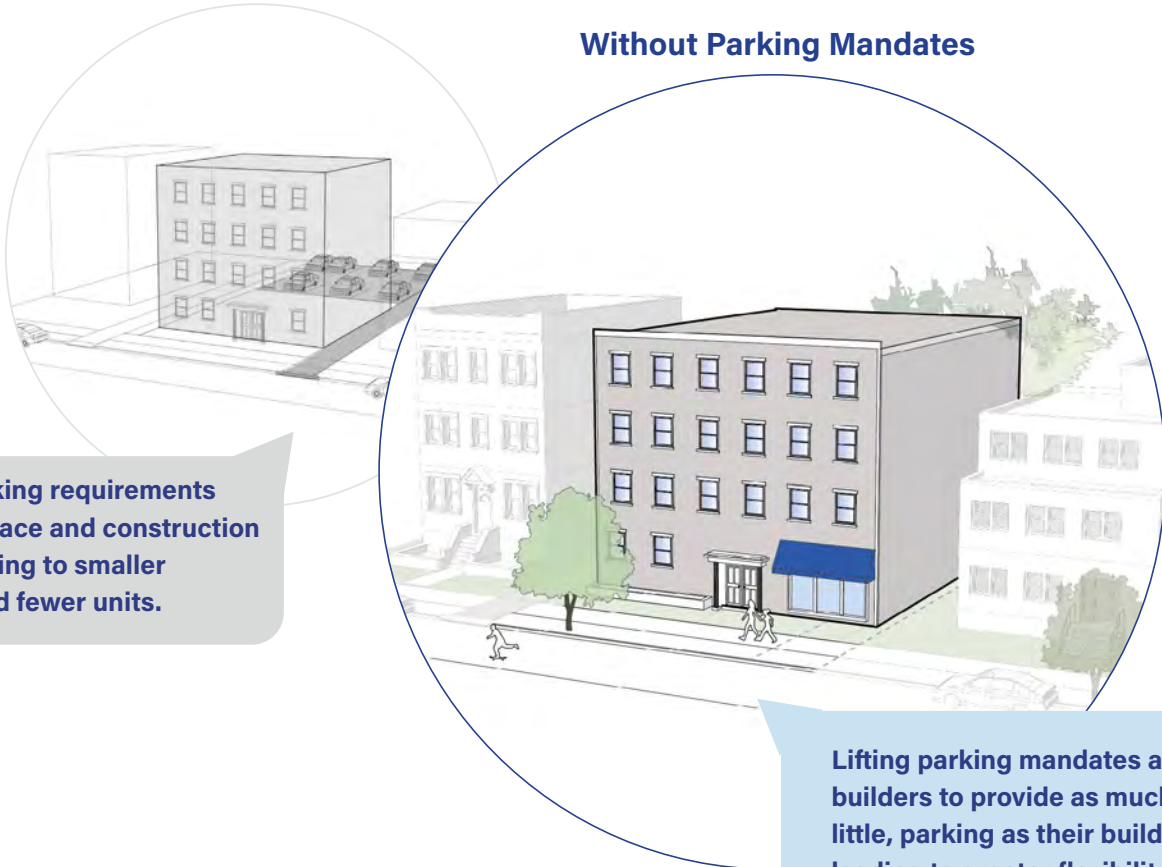 Without Parking Mandates
king requirements
ace and construction
ing to smaller
d fewer units.
Lifting parking mandates a
builders to provide as much
little, parking as their build